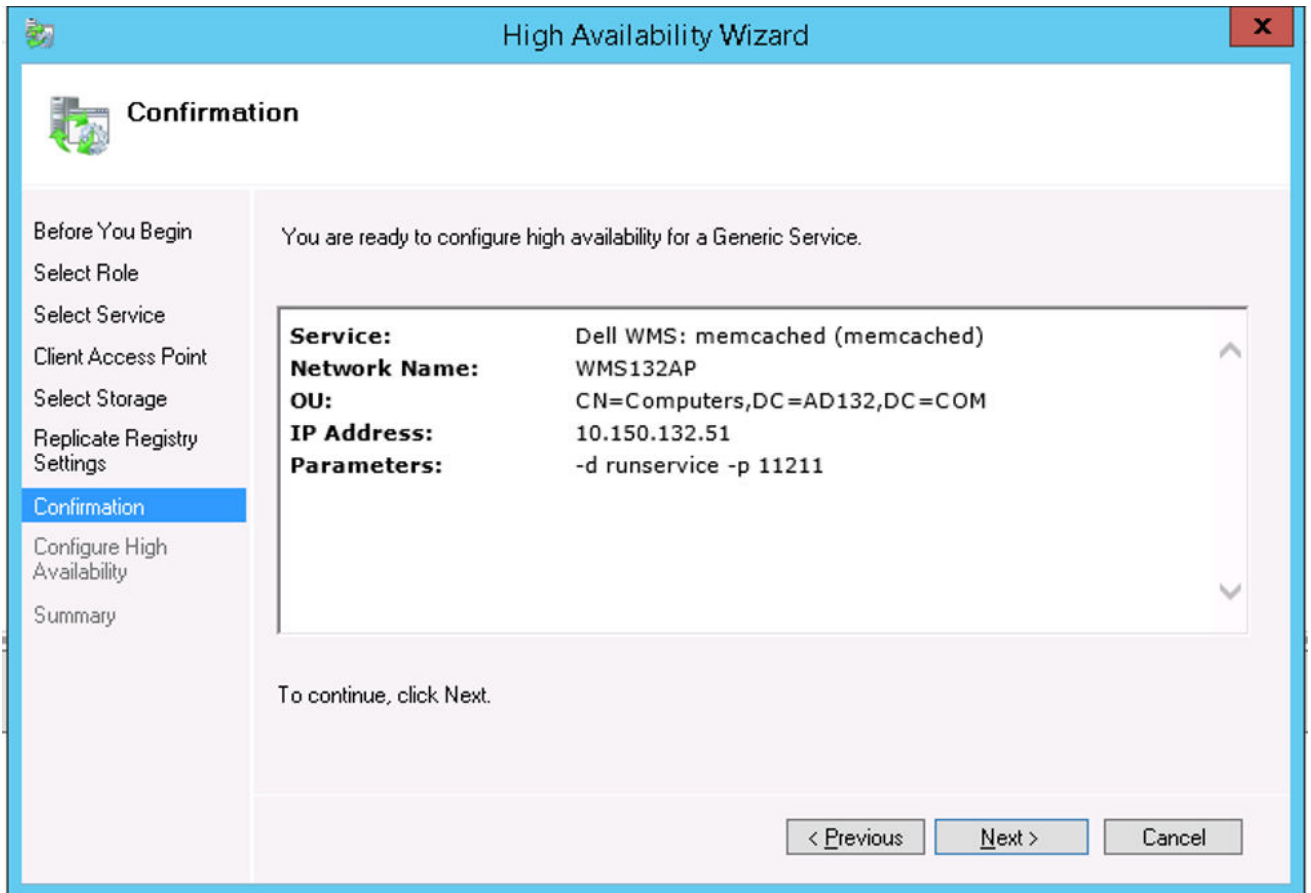 High Availability Wizard
x
Confirmation
Before You Begin
Select Role
Select Service
Client Access Point
Select Storage
Replicate Registry
Settings
Confirmation
Configure High
Availability
Summary
You are ready to configure high availability for a Generic Service.
Service: Dell WMS: memcached (memcached)
Network Name: WMS132AP
OU: CN=Computers,DC=AD132,DC=COM
IP Address: 10.150.132.51
Parameters: -d runservice -p 11211
To continue, click Next.
< Previous Next > Cancel